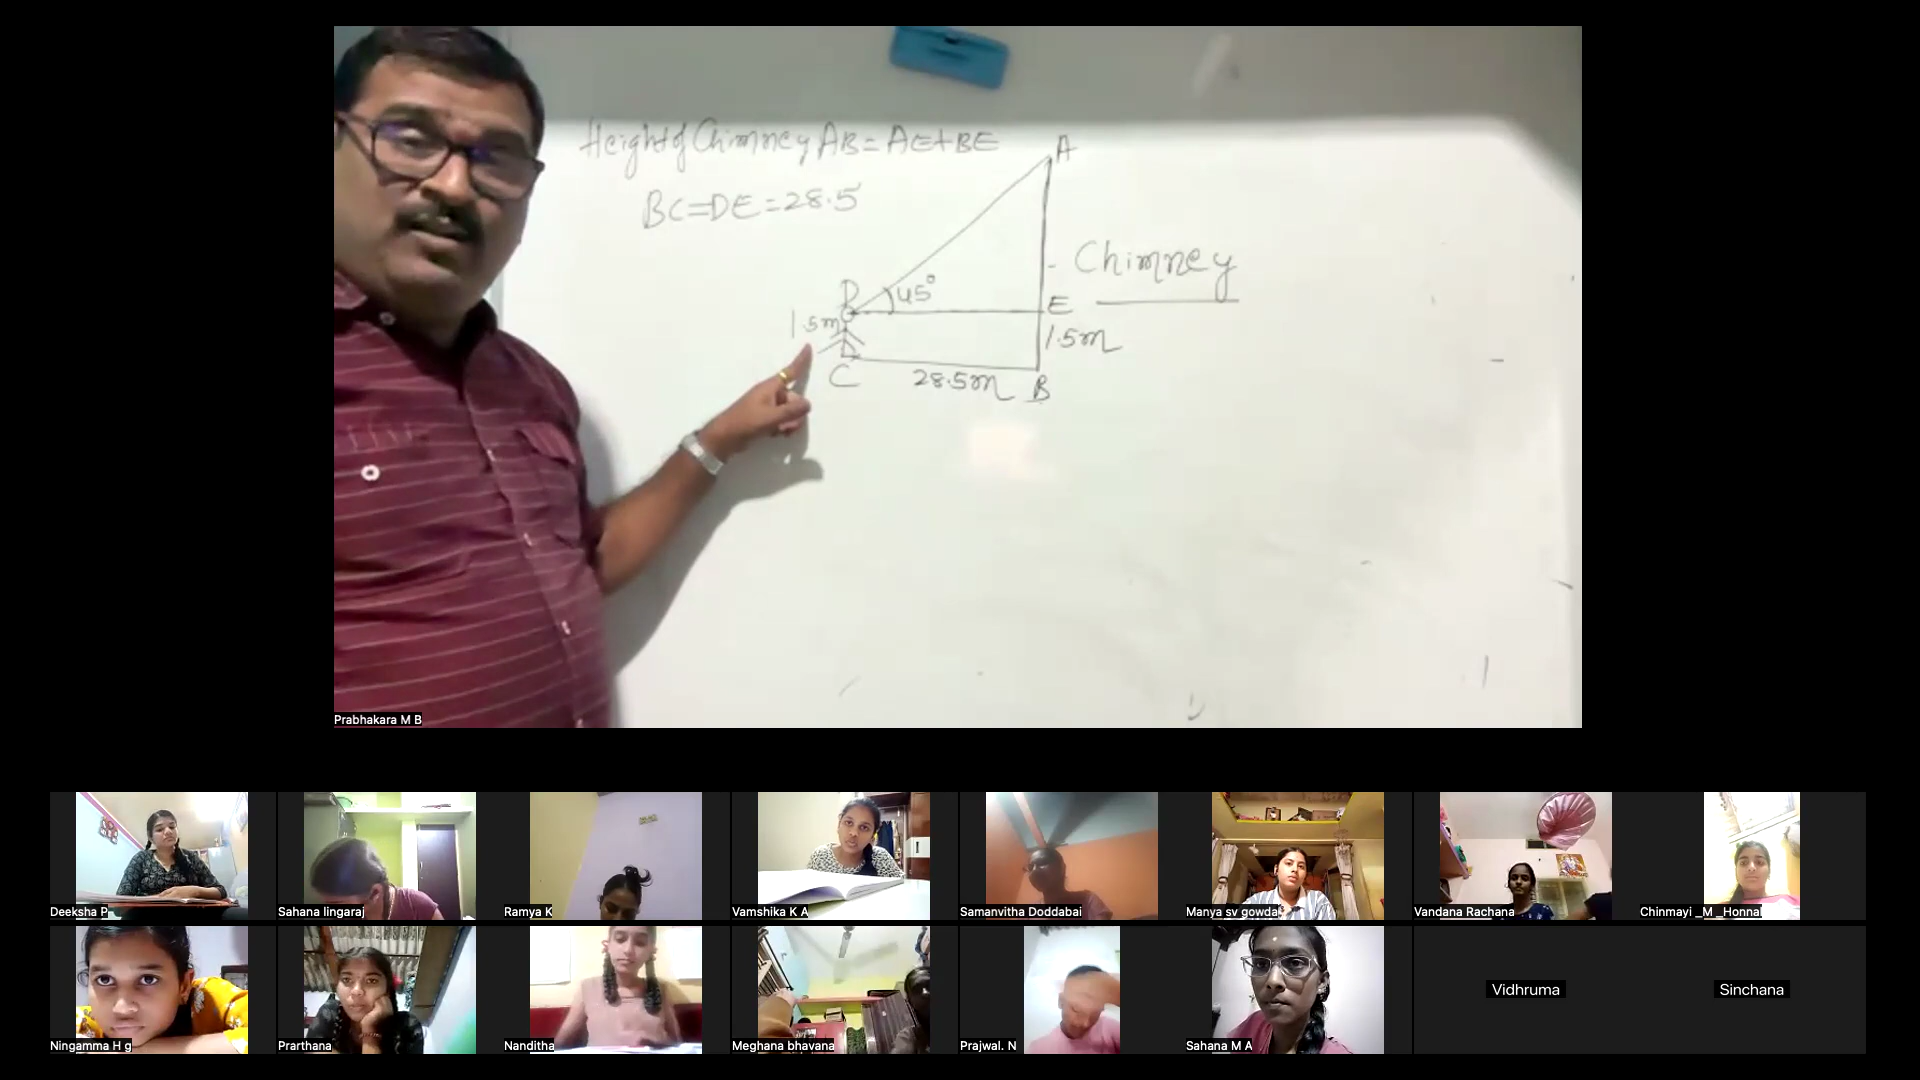 Height of Chimney AB = AE+BE
BC=DE=28.5
A
Chimney
D
45°
E
1.5m
1.5m
C
28.5m
B
Prabhakara M B
Deeksha P
Sahana lingaraj
Ramya K
Vamshika K A
Samanvitha Doddabai
Manya sv gowda
Vandana Rachana
Chinmayi _M _Honnal
Ningamma H g
Prarthana
Nanditha
Meghana bhavana
Prajwal. N
Sahana M A
Vidhruma
Sinchana